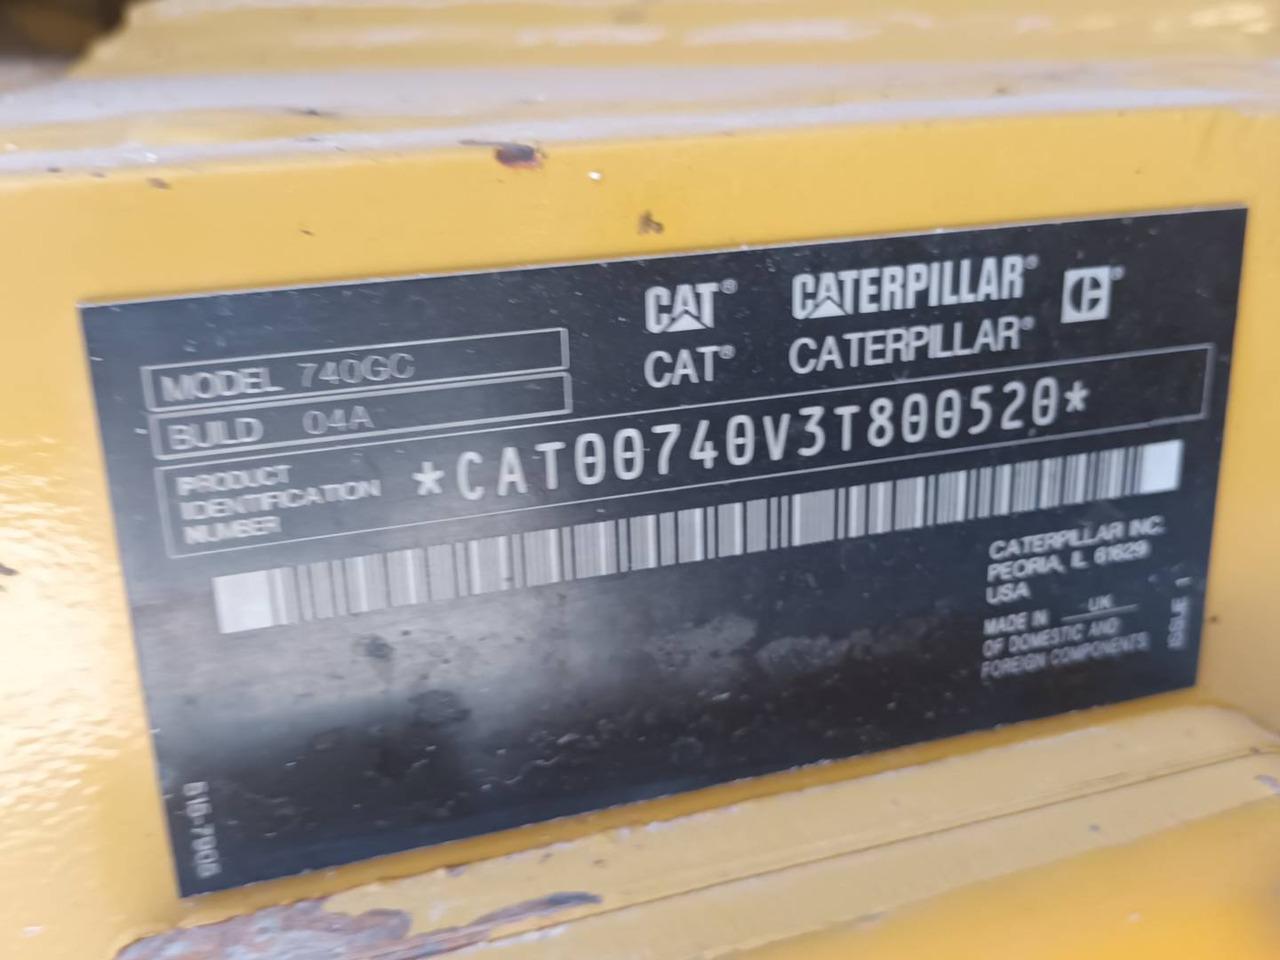 CAT® CATERPILLAR®
CAT® CATERPILLAR®
MODEL 740GC
BUILD 04A
PRODUCT
IDENTIFICATION
NUMBER
*CAT00740V3T800520*
CATERPILLAR INC.
PEORIA, IL 61629
USA
MADE IN UK
OF DOMESTIC AND
FOREIGN COMPONENTS
ISSUE 1
516-7906